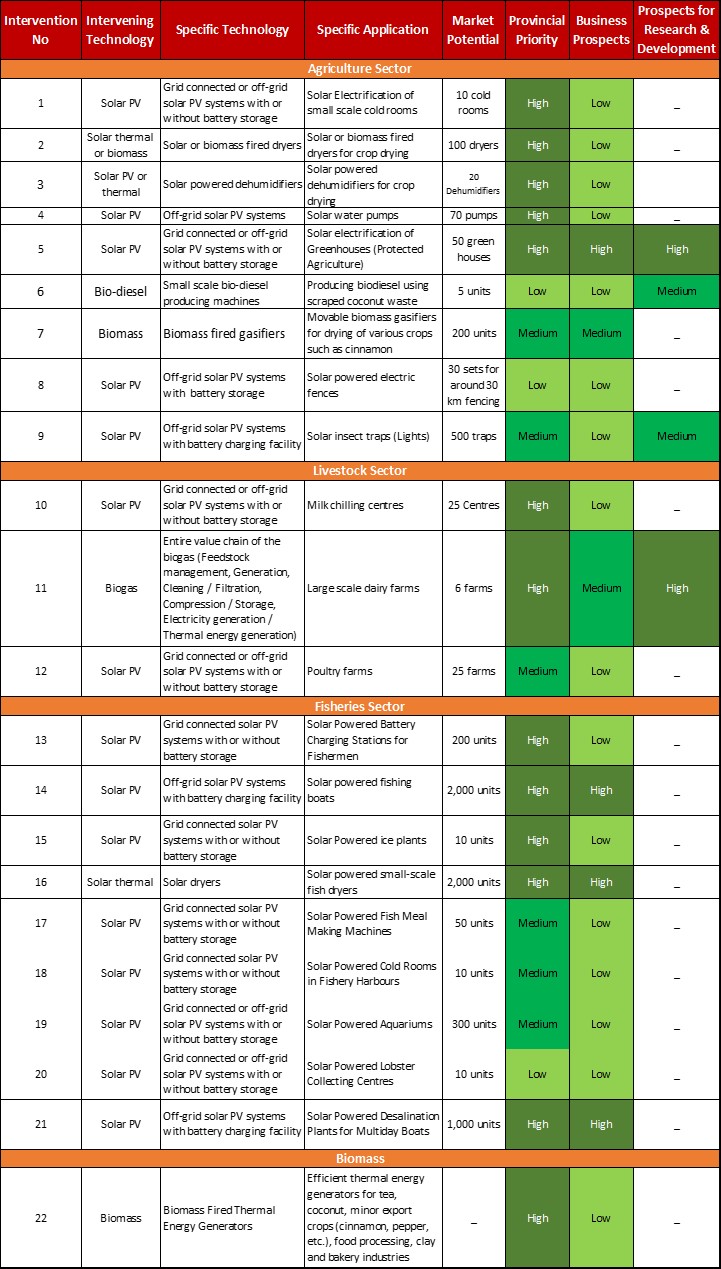 Intervention No	Intervening Technology	Specific Technology	Specific Application	Market Potential	Provincial Priority	Business Prospects	Prospects for Research & Development
Agriculture Sector
1	Solar PV	Grid connected or off-grid solar PV systems with or without battery storage	Solar Electrification of small scale cold rooms	10 cold rooms	High	Low	_
2	Solar thermal or biomass	Solar or biomass fired dryers	Solar or biomass fired dryers for crop drying	100 dryers	High	Low	_
3	Solar PV or thermal	Solar powered dehumidifiers	Solar powered dehumidifiers for crop drying	20 Dehumidifiers	High	Low
4	Solar PV	Off-grid solar PV systems	Solar water pumps	70 pumps	High	Low	_
5	Solar PV	Grid connected or off-grid solar PV systems with or without battery storage	Solar electrification of Greenhouses (Protected Agriculture)	50 green houses	High	High	High
6	Bio-diesel	Small scale bio-diesel producing machines	Producing biodiesel using scraped coconut waste	5 units	Low	Low	Medium
7	Biomass	Biomass fired gasifiers	Movable biomass gasifiers for drying of various crops such as cinnamon	200 units	Medium	Medium	_
8	Solar PV	Off-grid solar PV systems with battery storage	Solar powered electric fences	30 sets for around 30 km fencing	Low	Low	_
9	Solar PV	Off-grid solar PV systems with battery charging facility	Solar insect traps (Lights)	500 traps	Medium	Low	Medium
Livestock Sector
10	Solar PV	Grid connected or off-grid solar PV systems with or without battery storage	Milk chilling centres	25 Centres	High	Low	_
11	Biogas	Entire value chain of the biogas (Feedstock management, Generation, Cleaning / Filtration, Compression / Storage, Electricity generation / Thermal energy generation)	Large scale dairy farms	6 farms	High	Medium	High
12	Solar PV	Grid connected or off-grid solar PV systems with or without battery storage	Poultry farms	25 farms	Medium	Low	_
Fisheries Sector
13	Solar PV	Grid connected solar PV systems with or without battery storage	Solar Powered Battery Charging Stations for Fishermen	200 units	High	Low	_
14	Solar PV	Off-grid solar PV systems with battery charging facility	Solar powered fishing boats	2,000 units	High	High	_
15	Solar PV	Grid connected solar PV systems with or without battery storage	Solar Powered ice plants	10 units	High	Low	_
16	Solar thermal	Solar dryers	Solar powered small-scale fish dryers	2,000 units	High	High	_
17	Solar PV	Grid connected solar PV systems with or without battery storage	Solar Powered Fish Meal Making Machines	50 units	Medium	Low	_
18	Solar PV	Grid connected solar PV systems with or without battery storage	Solar Powered Cold Rooms in Fishery Harbours	10 units	Medium	Low	_
19	Solar PV	Grid connected or off-grid solar PV systems with or without battery storage	Solar Powered Aquariums	300 units	Medium	Low	_
20	Solar PV	Grid connected or off-grid solar PV systems with or without battery storage	Solar Powered Lobster Collecting Centres	10 units	Low	Low	_
21	Solar PV	Off-grid solar PV systems with battery charging facility	Solar Powered Desalination Plants for Multiday Boats	1,000 units	High	High	_
Biomass
22	Biomass	Biomass Fired Thermal Energy Generators	Efficient thermal energy generators for tea, coconut, minor export crops (cinnamon, pepper, etc.), food processing, clay and bakery industries	_	High	Low	_